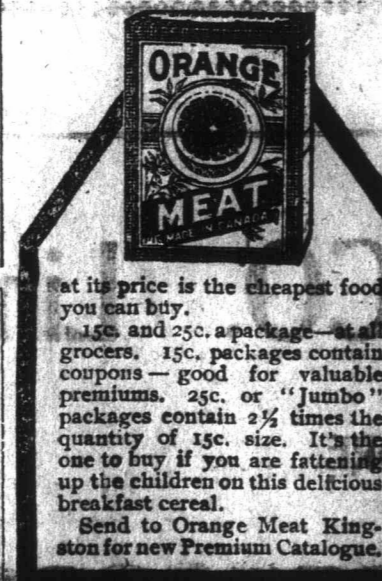 ORANGE
MEAT
MADE IN CANADA
at its price is the cheapest food
you can buy.
15c. and 25c. a package—at all
grocers. 15c. packages contain
coupons — good for valuable
premiums. 25c. or "Jumbo"
packages contain 2½ times the
quantity of 15c. size. It's the
one to buy if you are fattening
up the children on this delicious
breakfast cereal.
Send to Orange Meat King-
ston for new Premium Catalogue.